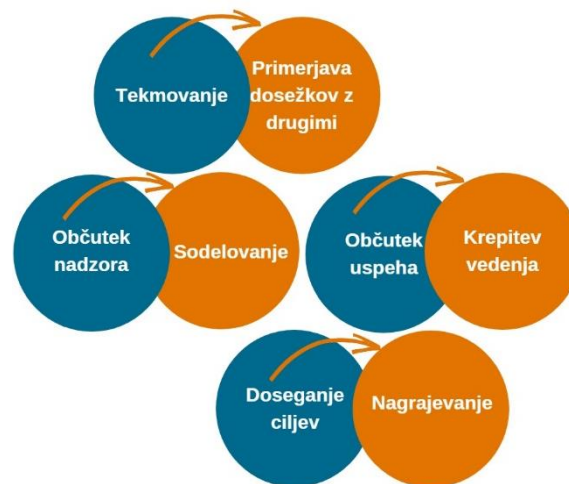 Tekmovanje
Primerjava
dosežkov z
drugimi
Občutek
nadzora
Sodelovanje
Občutek
uspeha
Krepitev
vedenja
Doseganje
ciljev
Nagrajevanje